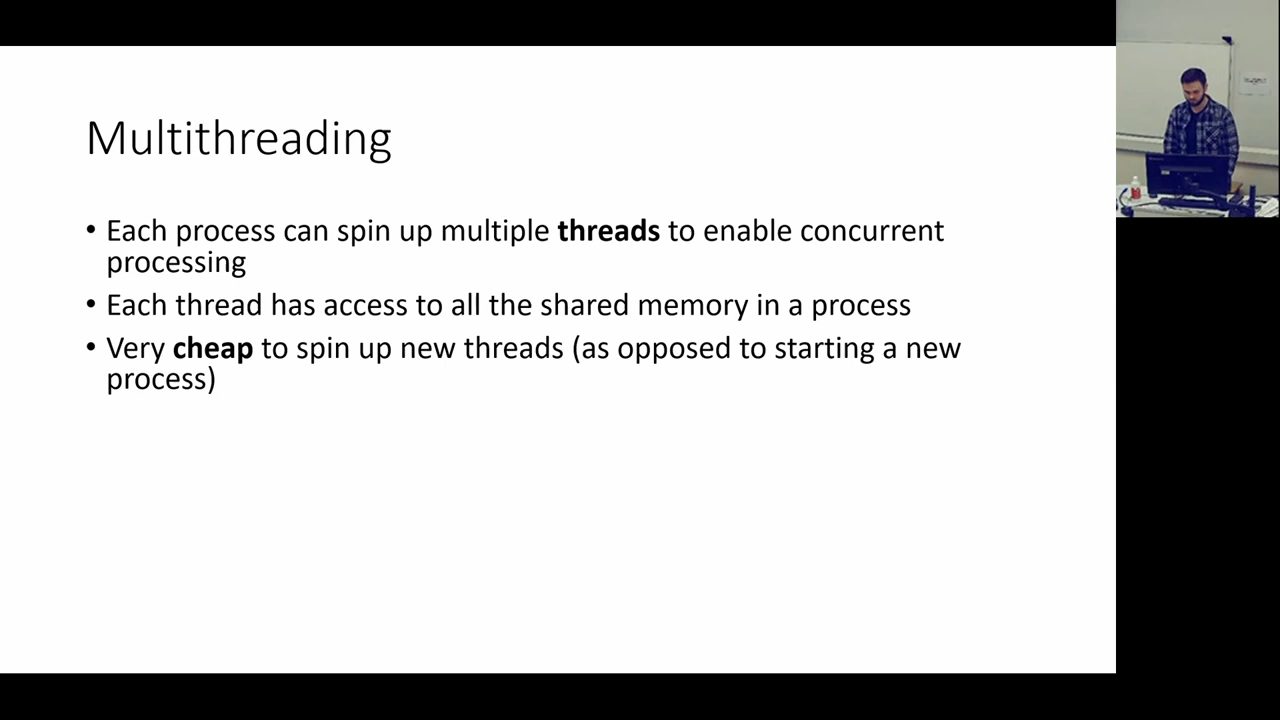 Multithreading
• Each process can spin up multiple threads to enable concurrent
processing
• Each thread has access to all the shared memory in a process
• Very cheap to spin up new threads (as opposed to starting a new
process)